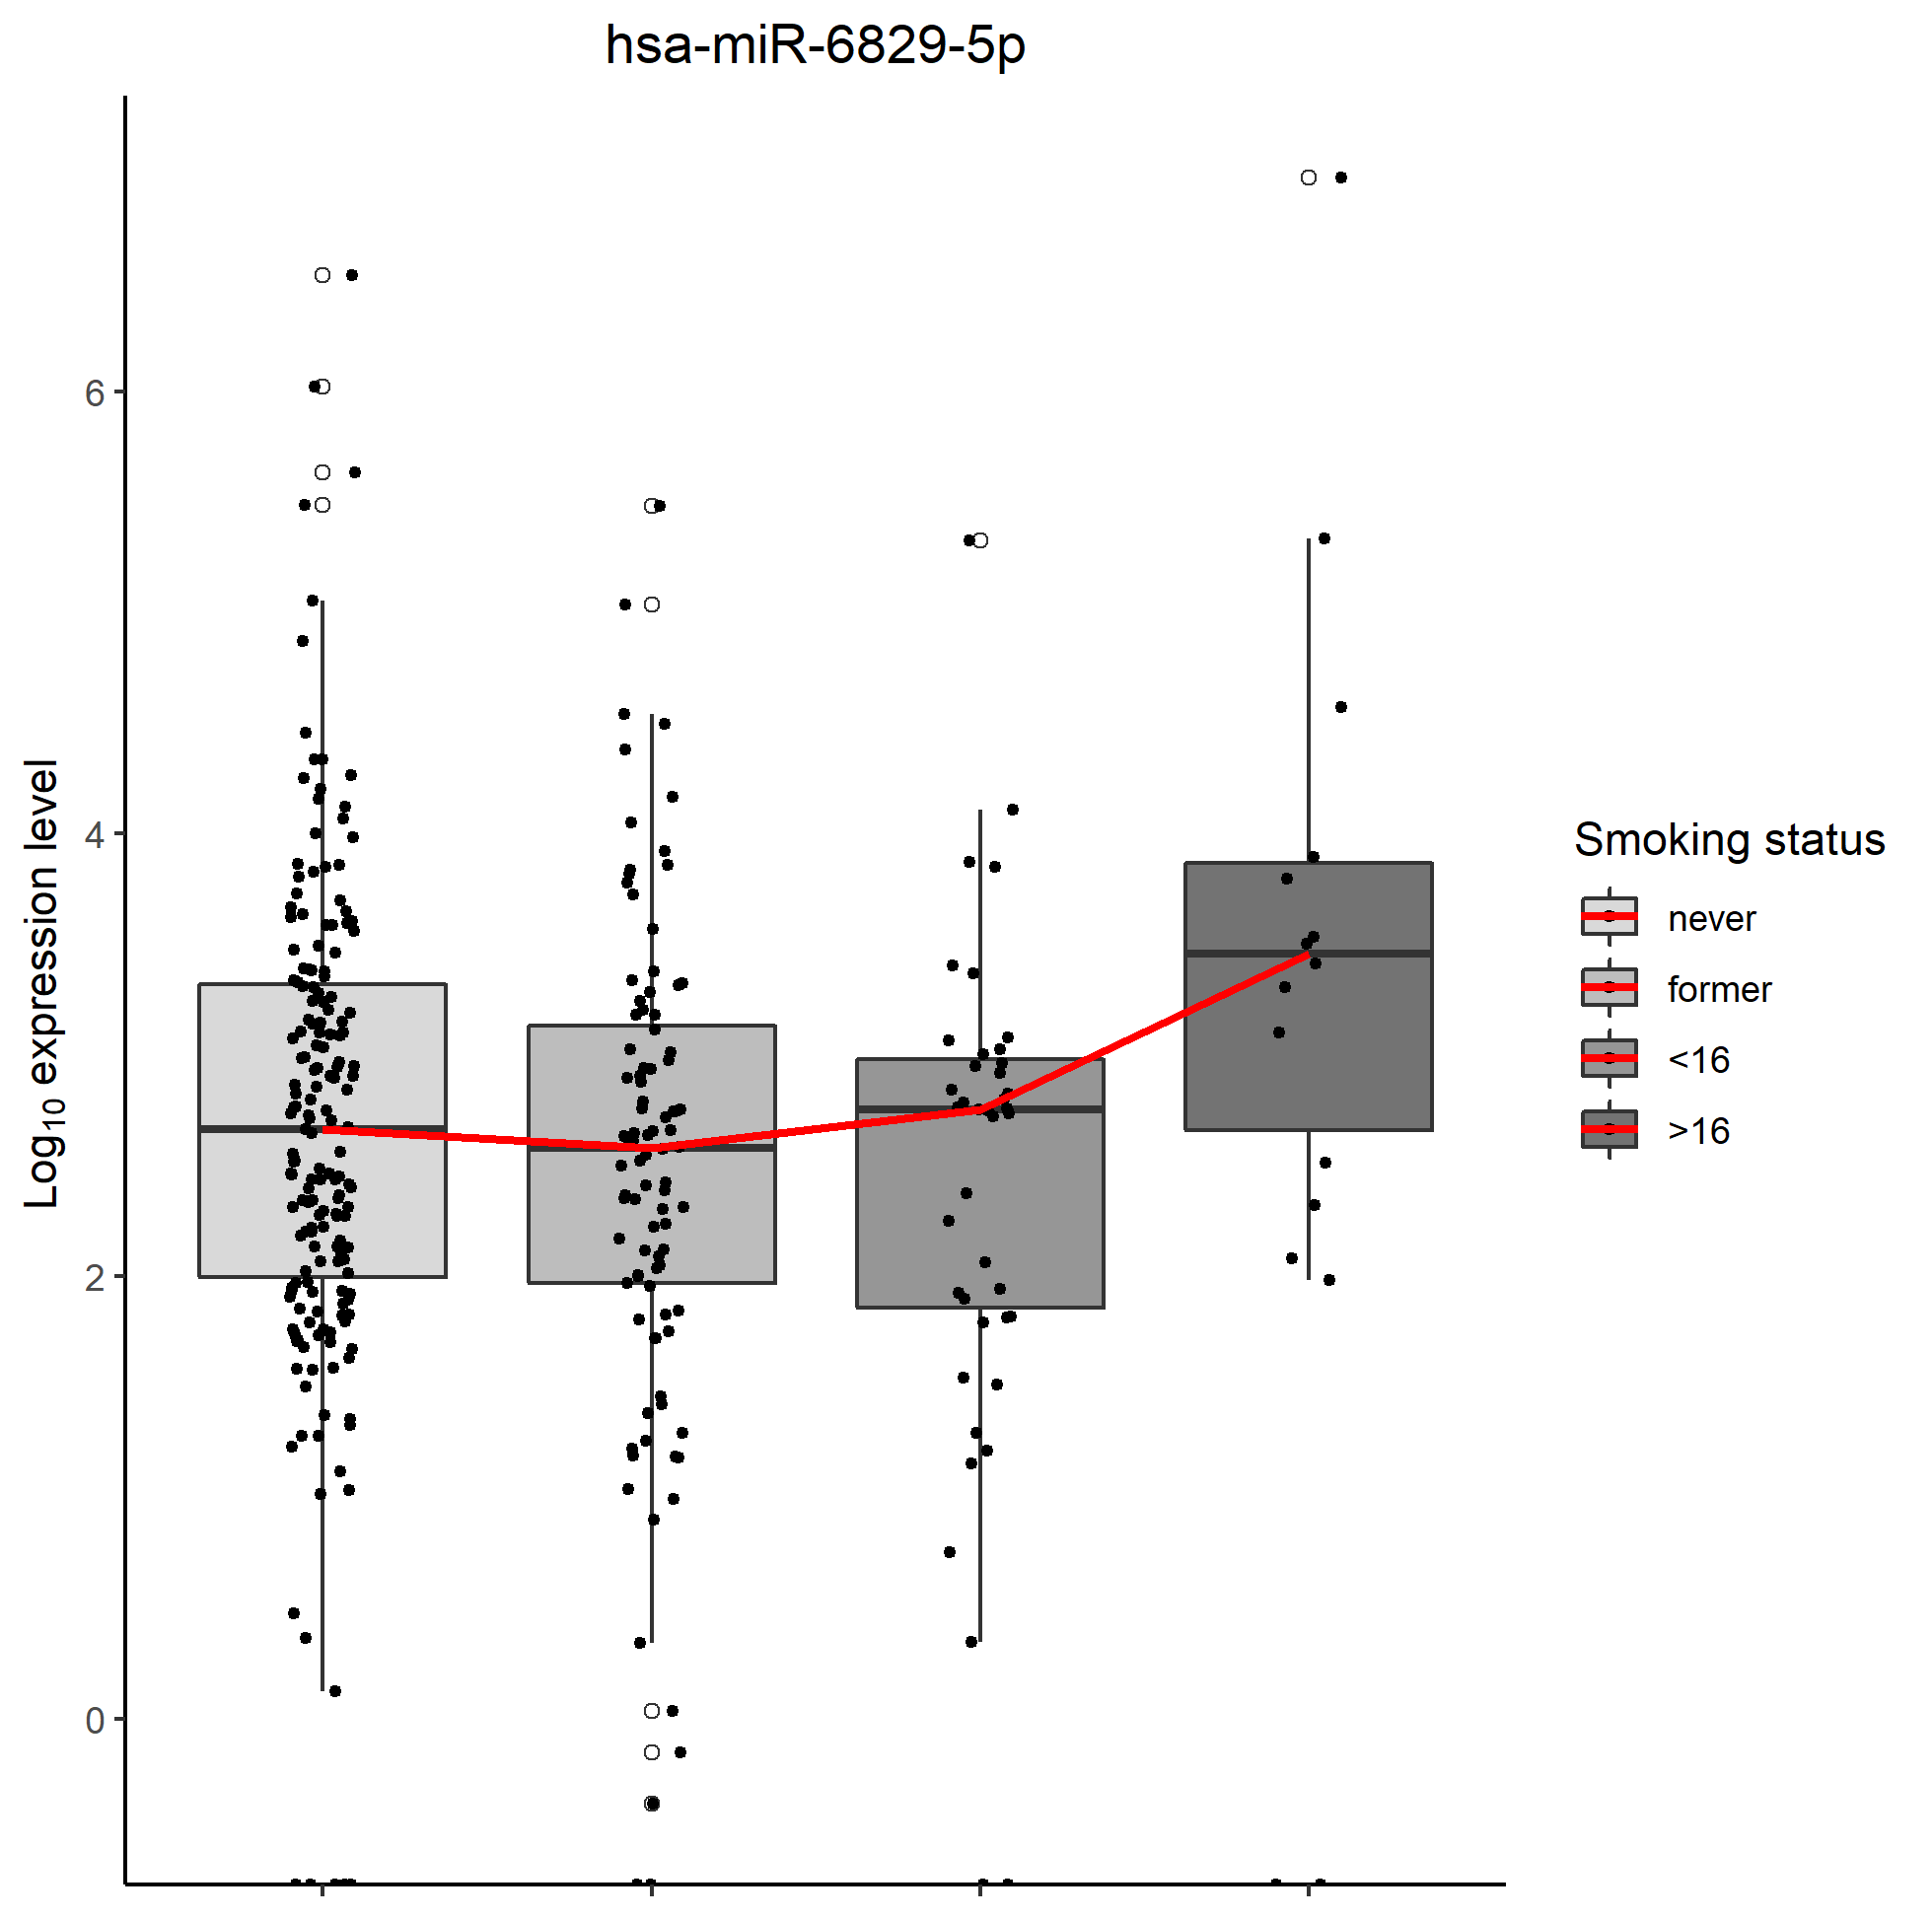 hsa-miR-6829-5p
Log10 expression level
6
4
2
0
Smoking status
never
former
<16
>16